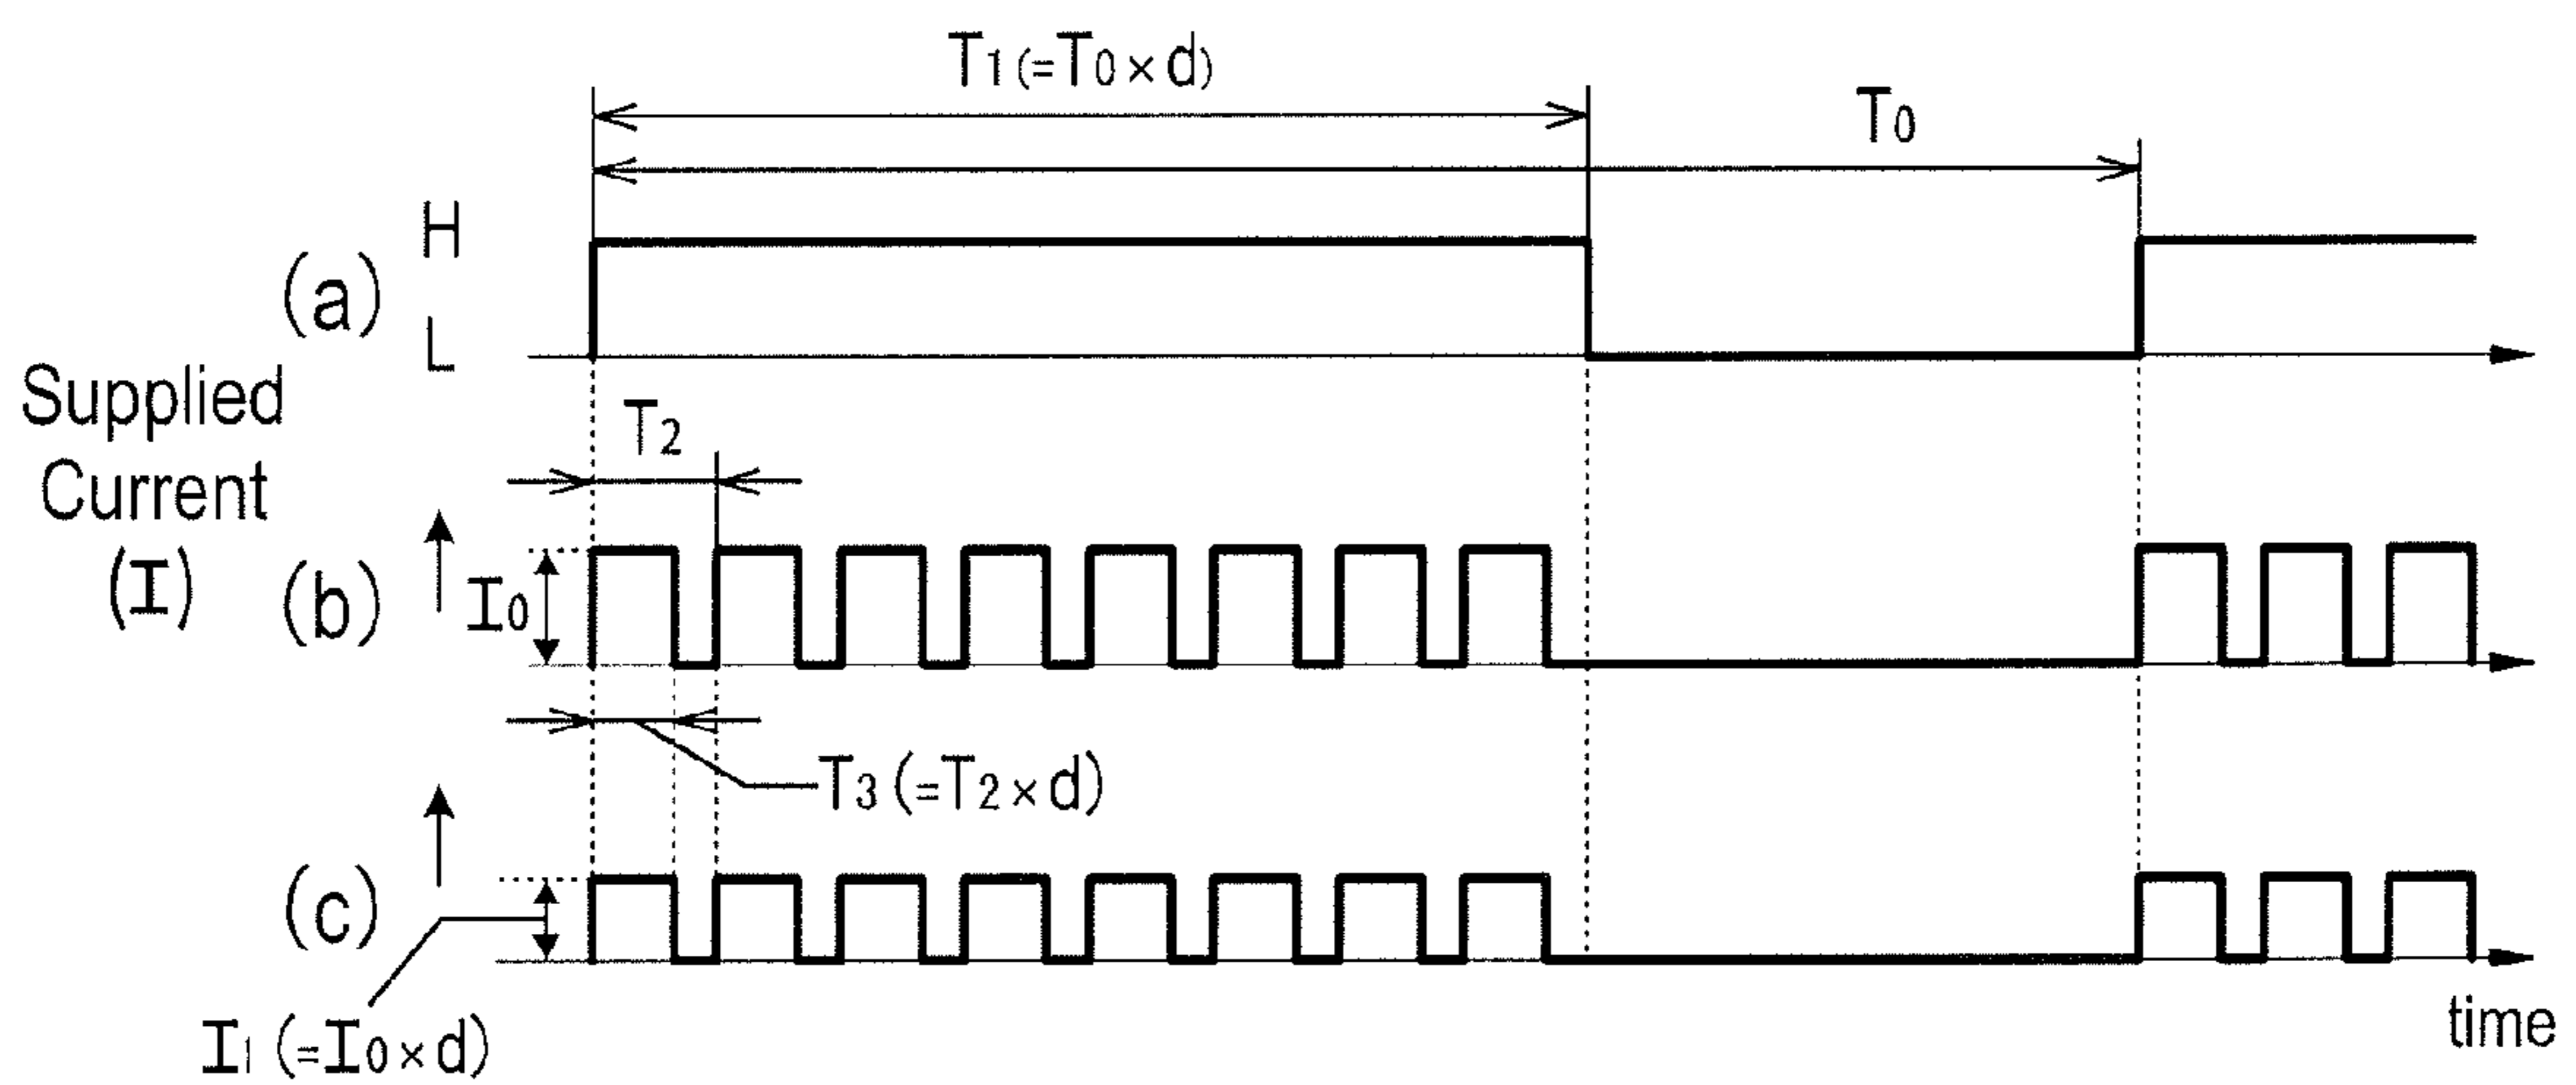 T1 (=T0×d)
T0
H
(a)
L
Supplied
Current
(I)
T2
(b)
I0
T3 (=T2×d)
(c)
I1 (=I0×d)
time